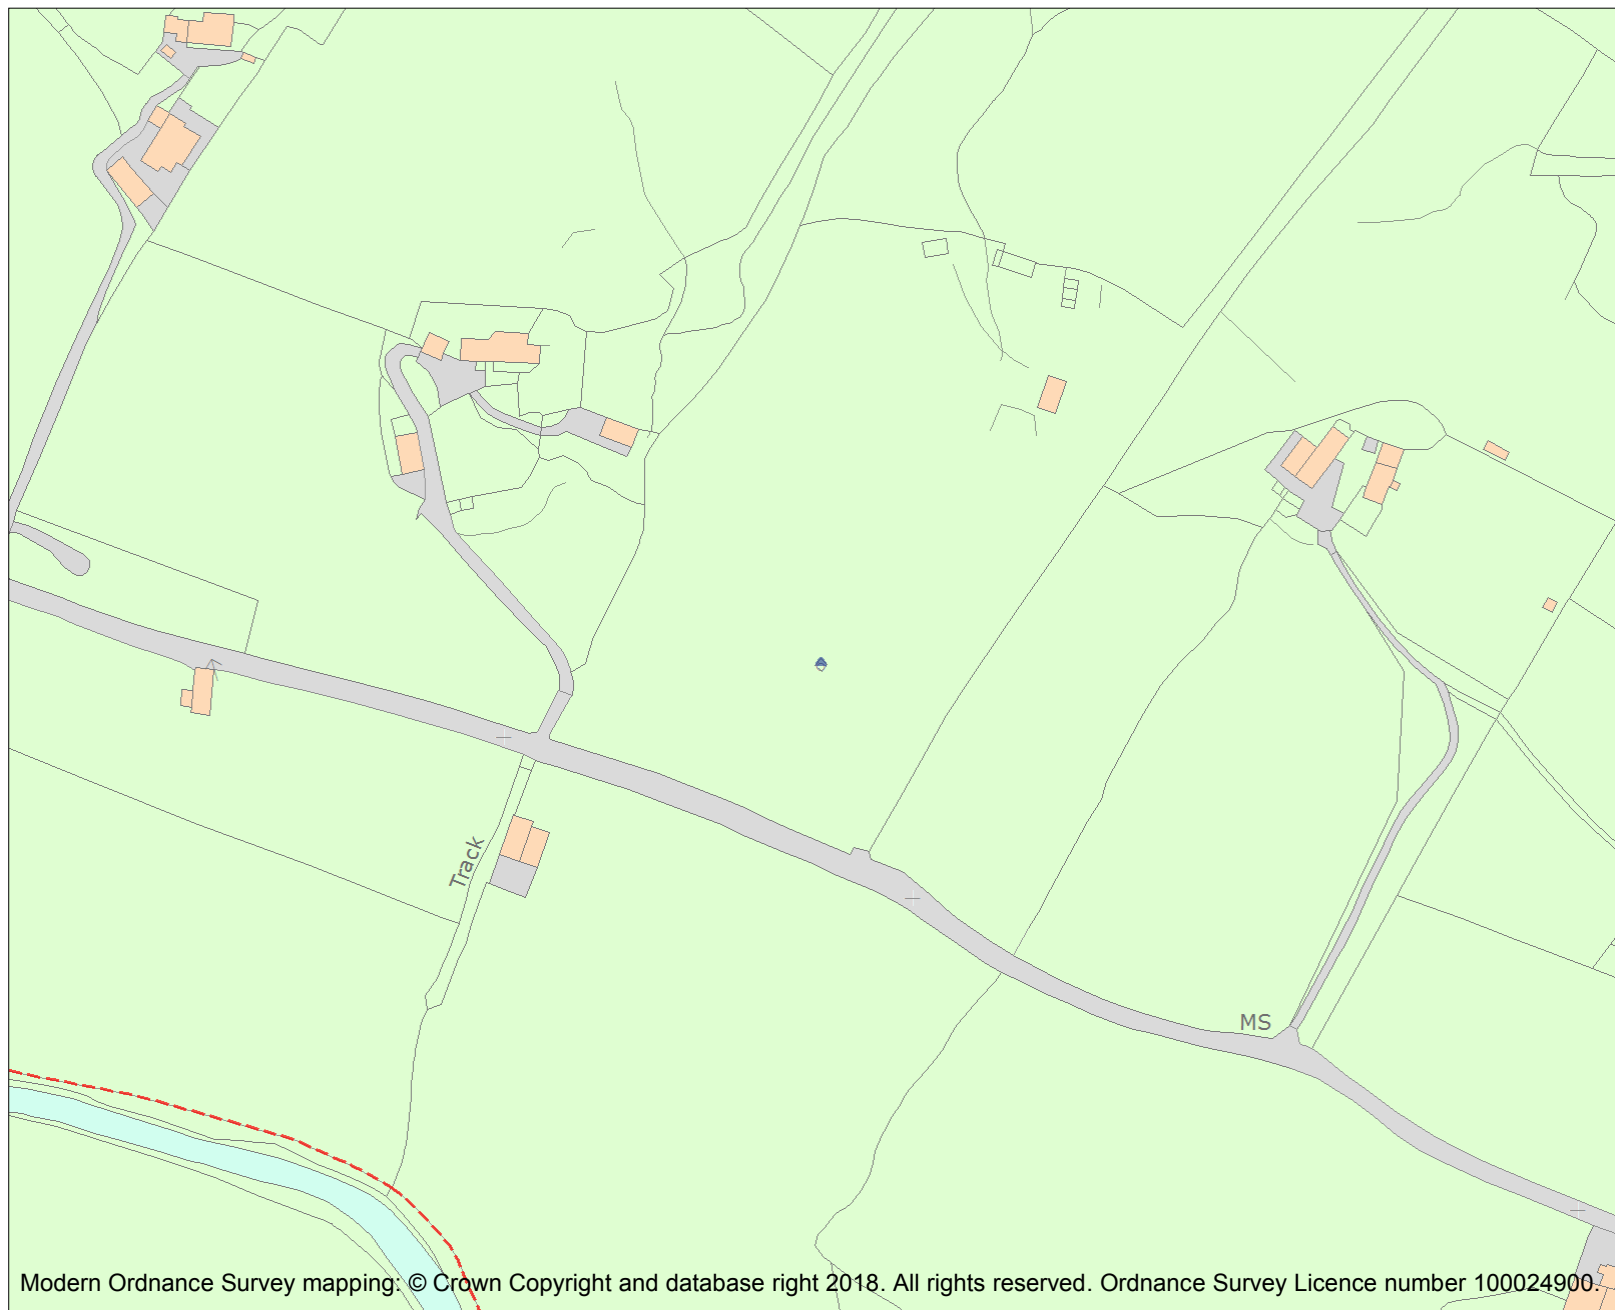 Track
MS
Modern Ordnance Survey mapping: © Crown Copyright and database right 2018. All rights reserved. Ordnance Survey Licence number 100024900.